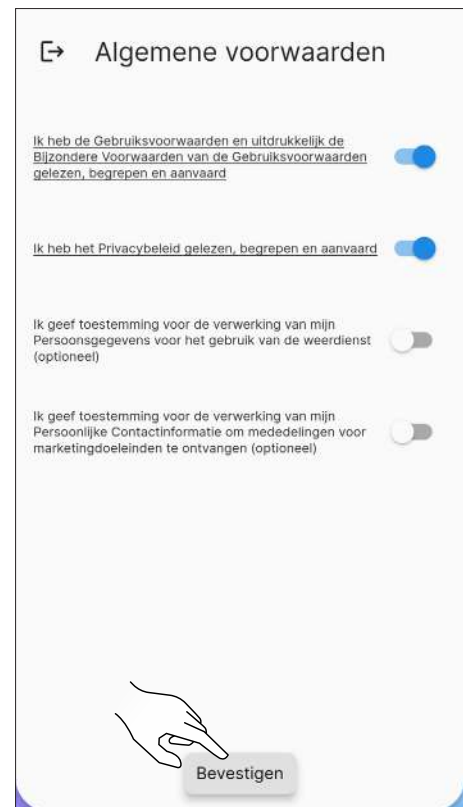 Algemene voorwaarden
Ik heb de Gebruiksvoorwaarden en uitdrukkelijk de
Bijzondere Voorwaarden van de Gebruiksvoorwaarden
gelezen, begrepen en aanvaard
Ik heb het Privacybeleid gelezen, begrepen en aanvaard
Ik geef toestemming voor de verwerking van mijn
Persoonsgegevens voor het gebruik van de weerdienst
(optioneel)
Ik geef toestemming voor de verwerking van mijn
Persoonlijke Contactinformatie om mededelingen voor
marketingdoeleinden te ontvangen (optioneel)
Bevestigen